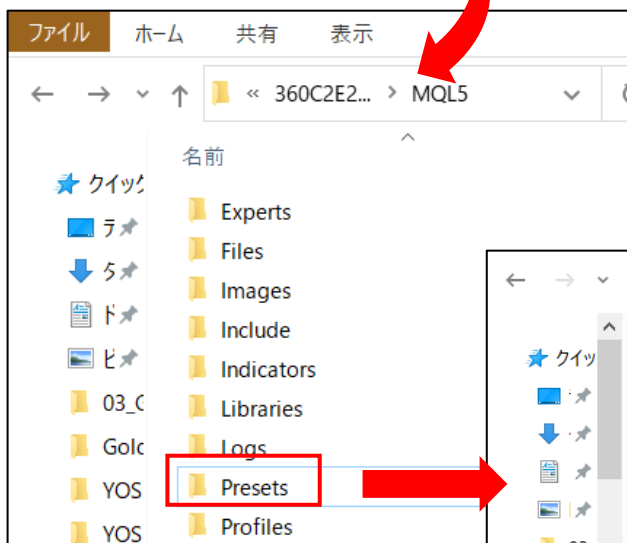 ファイル ホーム 共有 表示
« 360C2E2... > MQL5
名前
クイック
Experts
Files
Images
Include
Indicators
03_C
Libraries
Gold
Logs
YOS
Presets
YOS
Profiles
クイッ